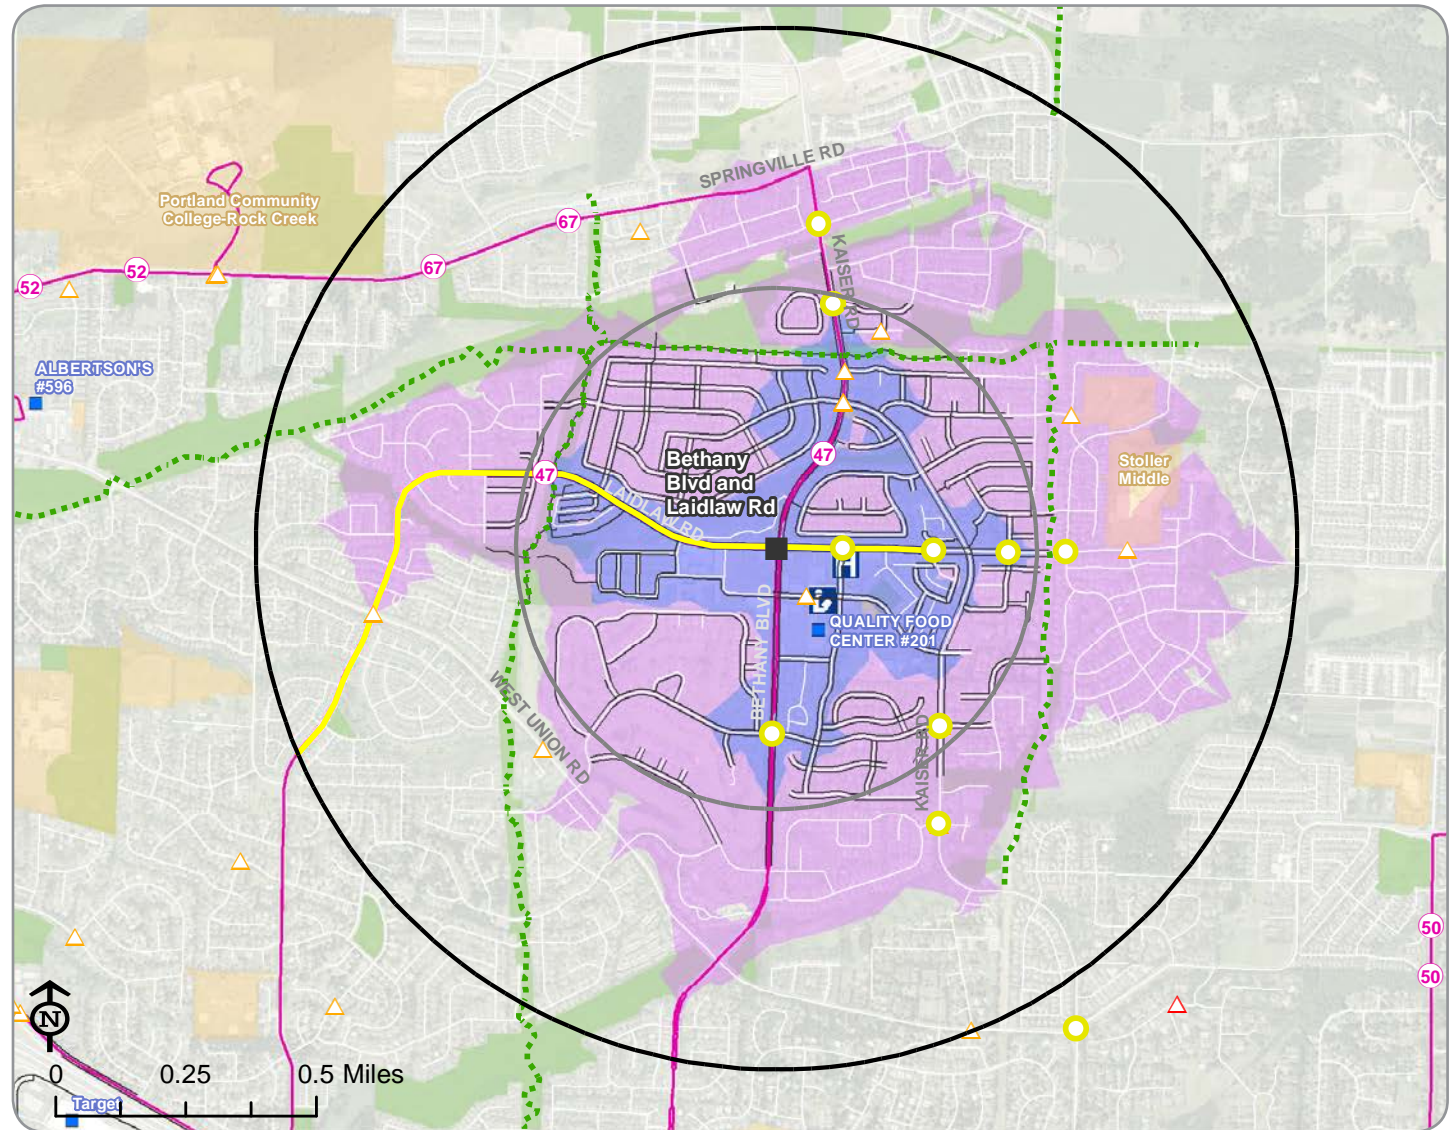 SPRINGVILLE RD
Portland Community
College-Rock Creek
67
67
52
52
KAISER RD
ALBERTSON'S
#596
47
Bethany
Blvd and
Laidlaw Rd
47
LAIDLAW RD
Stoller
Middle
QUALITY FOOD
CENTER #201
BETHANY BLVD
WEST UNION RD
KAISER RD
50
50
N
0 0.25 0.5 Miles
Target